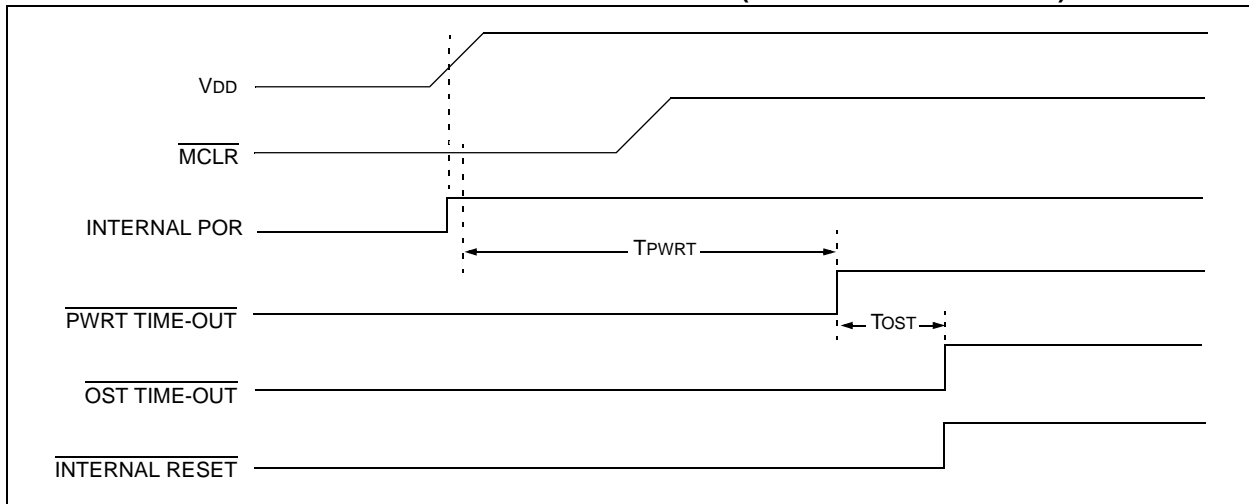 VDD
MCLR
INTERNAL POR
TPWRT
PWRT TIME-OUT
TOST
OST TIME-OUT
INTERNAL RESET